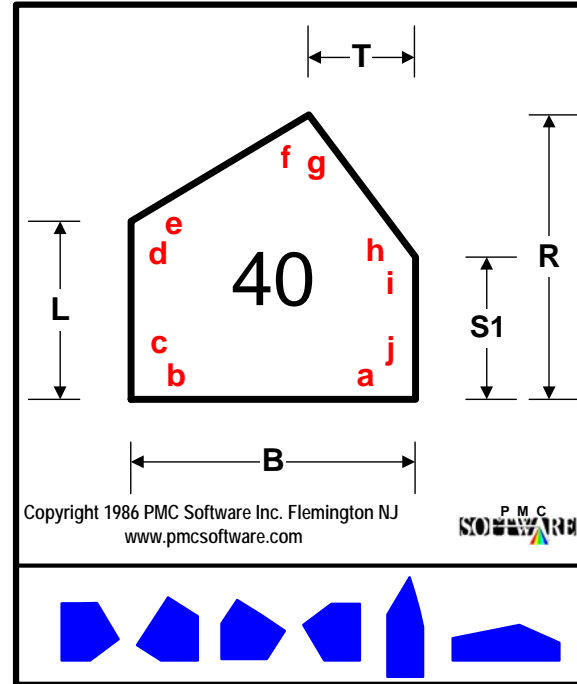 T
f g
e
d
h
L
40
i
R
S1
c
j
b
a
B
Copyright 1986 PMC Software Inc. Flemington NJ
www.pmcsoftware.com
P M C
SOFTWARE